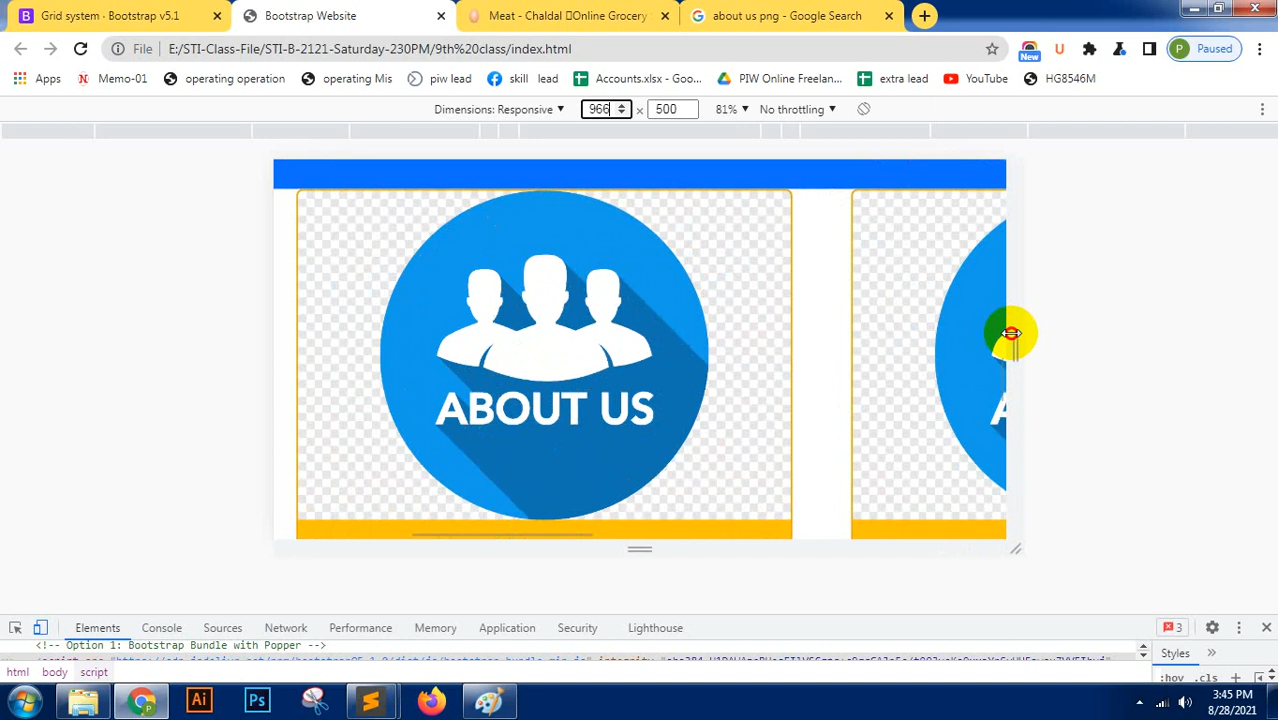 Grid system · Bootstrap v5.1
Bootstrap Website
Meat - Chaldal Online Grocery
about us png - Google Search
File
E:/STI-Class-File/STI-B-2121-Saturday-230PM/9th%20class/index.html
New
U
P
Paused
Apps
Memo-01
operating operation
operating Mis
piw lead
skill lead
Accounts.xlsx - Goo...
PIW Online Freelan...
extra lead
YouTube
HG8546M
Dimensions: Responsive
966
×
500
81%
No throttling
ABOUT US
A
Elements
Console
Sources
Network
Performance
Memory
Application
Security
Lighthouse
3
<!-- Option 1: Bootstrap Bundle with Popper -->
Styles
html
body
script
:hov
.cls
Ai
Ps
3:45 PM
8/28/2021